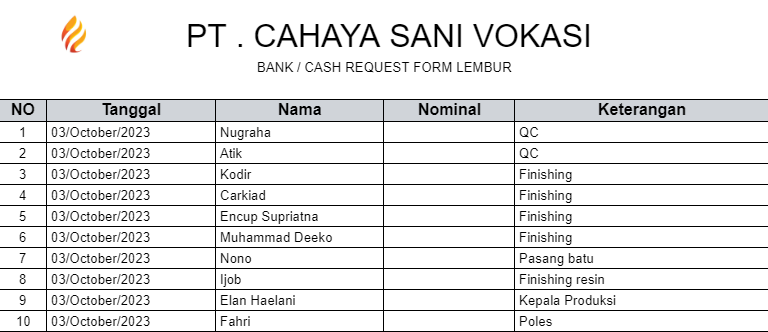 PT . CAHAYA SANI VOKASI
BANK / CASH REQUEST FORM LEMBUR
NO Tanggal Nama Nominal Keterangan
1 03/October/2023 Nugraha QC
2 03/October/2023 Atik QC
3 03/October/2023 Kodir Finishing
4 03/October/2023 Carkiad Finishing
5 03/October/2023 Encup Supriatna Finishing
6 03/October/2023 Muhammad Deeko Finishing
7 03/October/2023 Nono Pasang batu
8 03/October/2023 Ijob Finishing resin
9 03/October/2023 Elan Haelani Kepala Produksi
10 03/October/2023 Fahri Poles